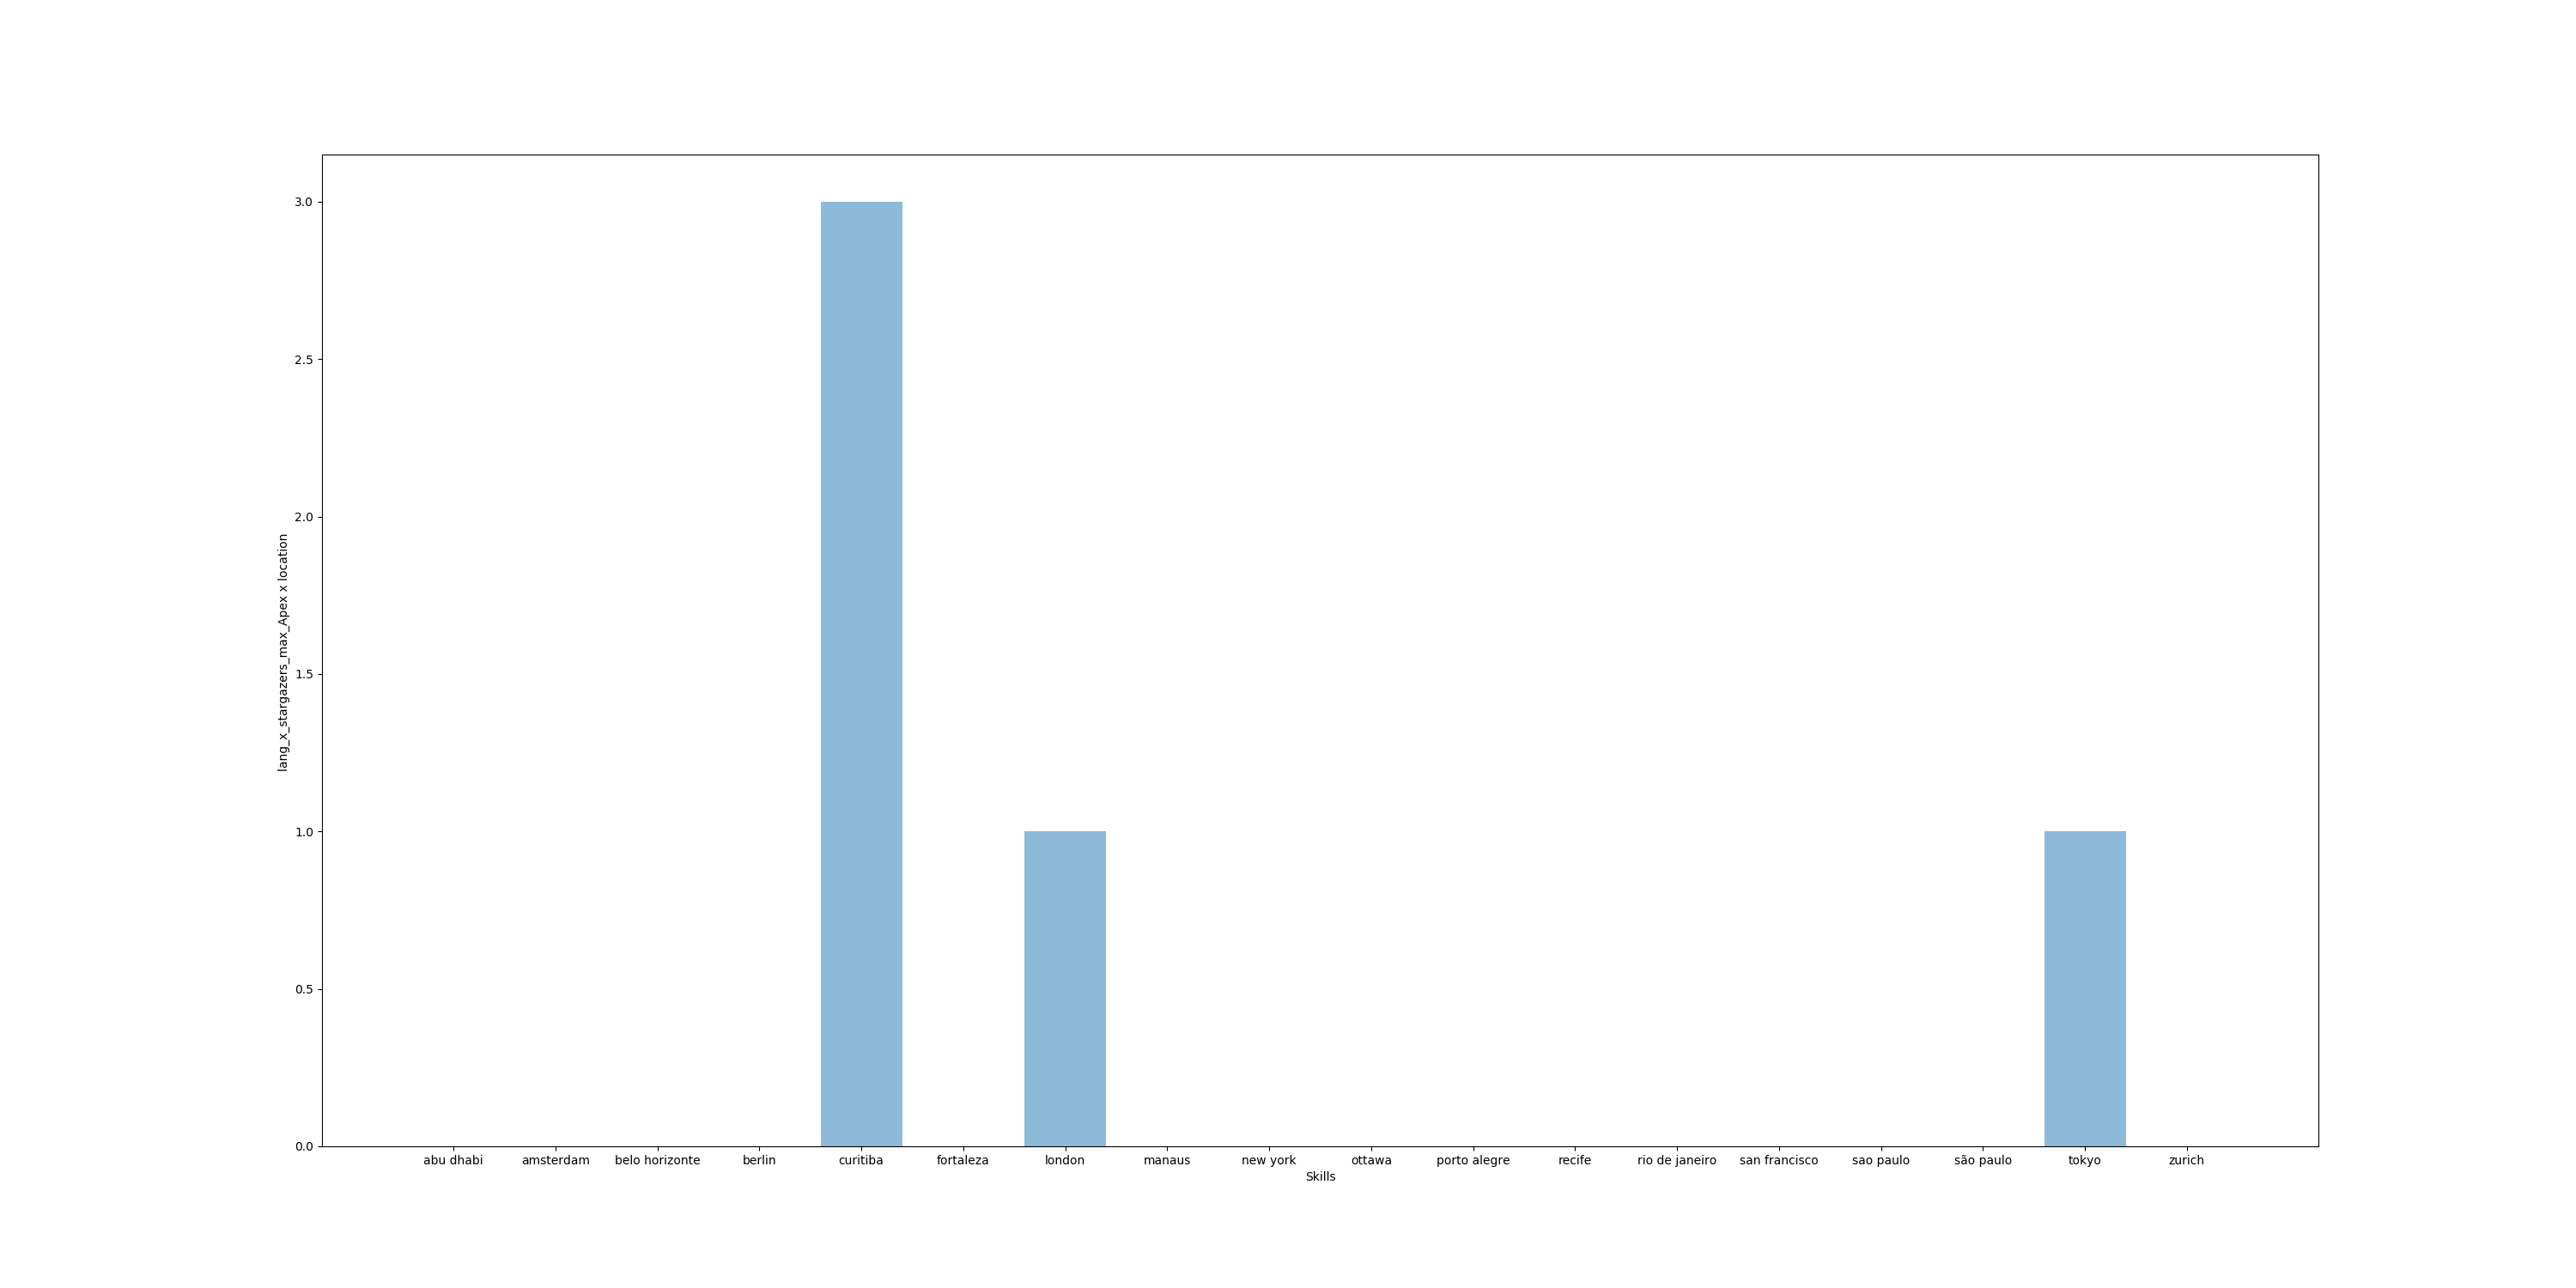 3.0
2.5
2.0
1.5
1.0
0.5
0.0
lang_x_stargazers_max_Apex x location
abu dhabi amsterdam belo horizonte berlin curitiba fortaleza london manaus new york ottawa porto alegre recife rio de janeiro san francisco sao paulo são paulo tokyo zurich
Skills